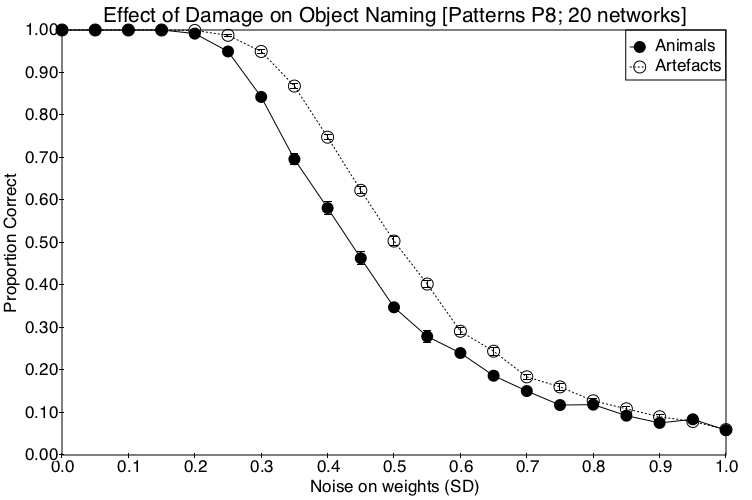 Effect of Damage on Object Naming [Patterns P8; 20 networks]
1.00
0.90
0.80
0.70
0.60
0.50
0.40
0.30
0.20
0.10
0.00
Proportion Correct
Animals
Artefacts
0.0 0.1 0.2 0.3 0.4 0.5 0.6 0.7 0.8 0.9 1.0
Noise on weights (SD)